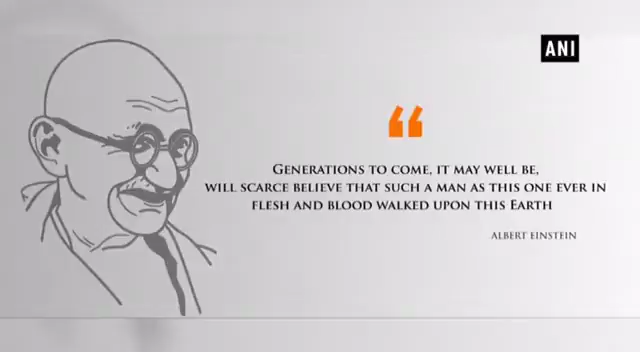 ANI
GENERATIONS TO COME, IT MAY WELL BE,
WILL SCARCE BELIEVE THAT SUCH A MAN AS THIS ONE EVER IN
FLESH AND BLOOD WALKED UPON THIS EARTH
ALBERT EINSTEIN